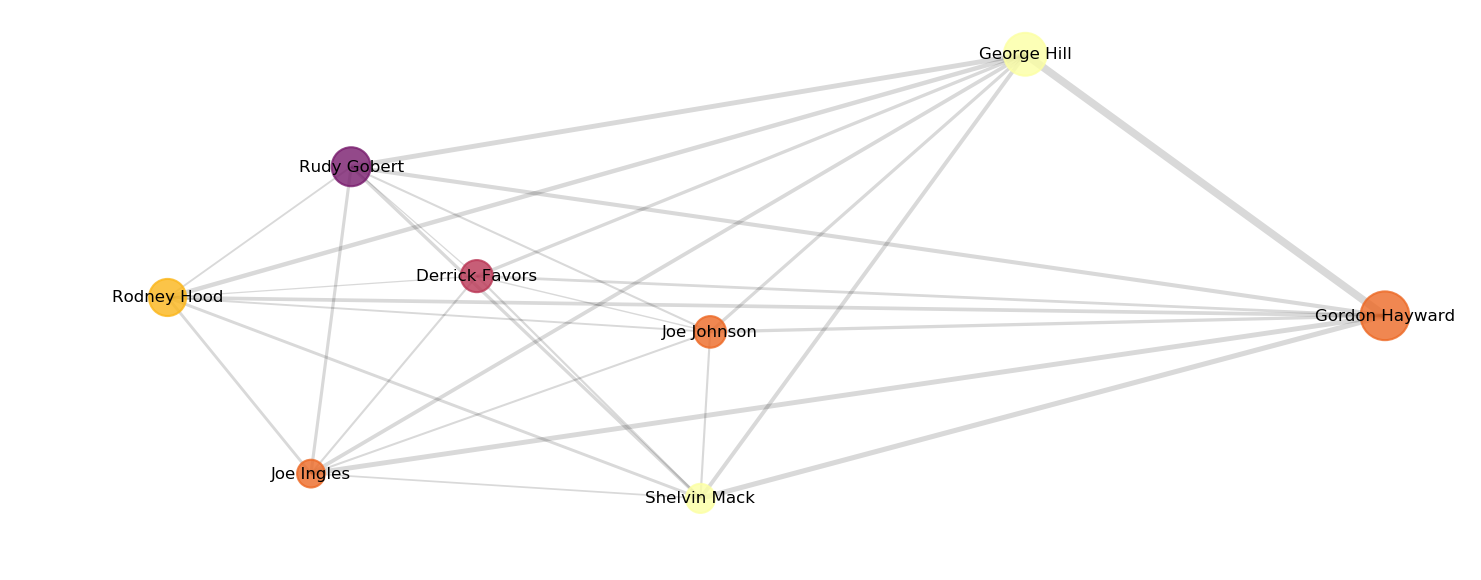 George Hill
Rudy Gobert
Derrick Favors
Rodney Hood
Gordon Hayward
Joe Johnson
Joe Ingles
Shelvin Mack